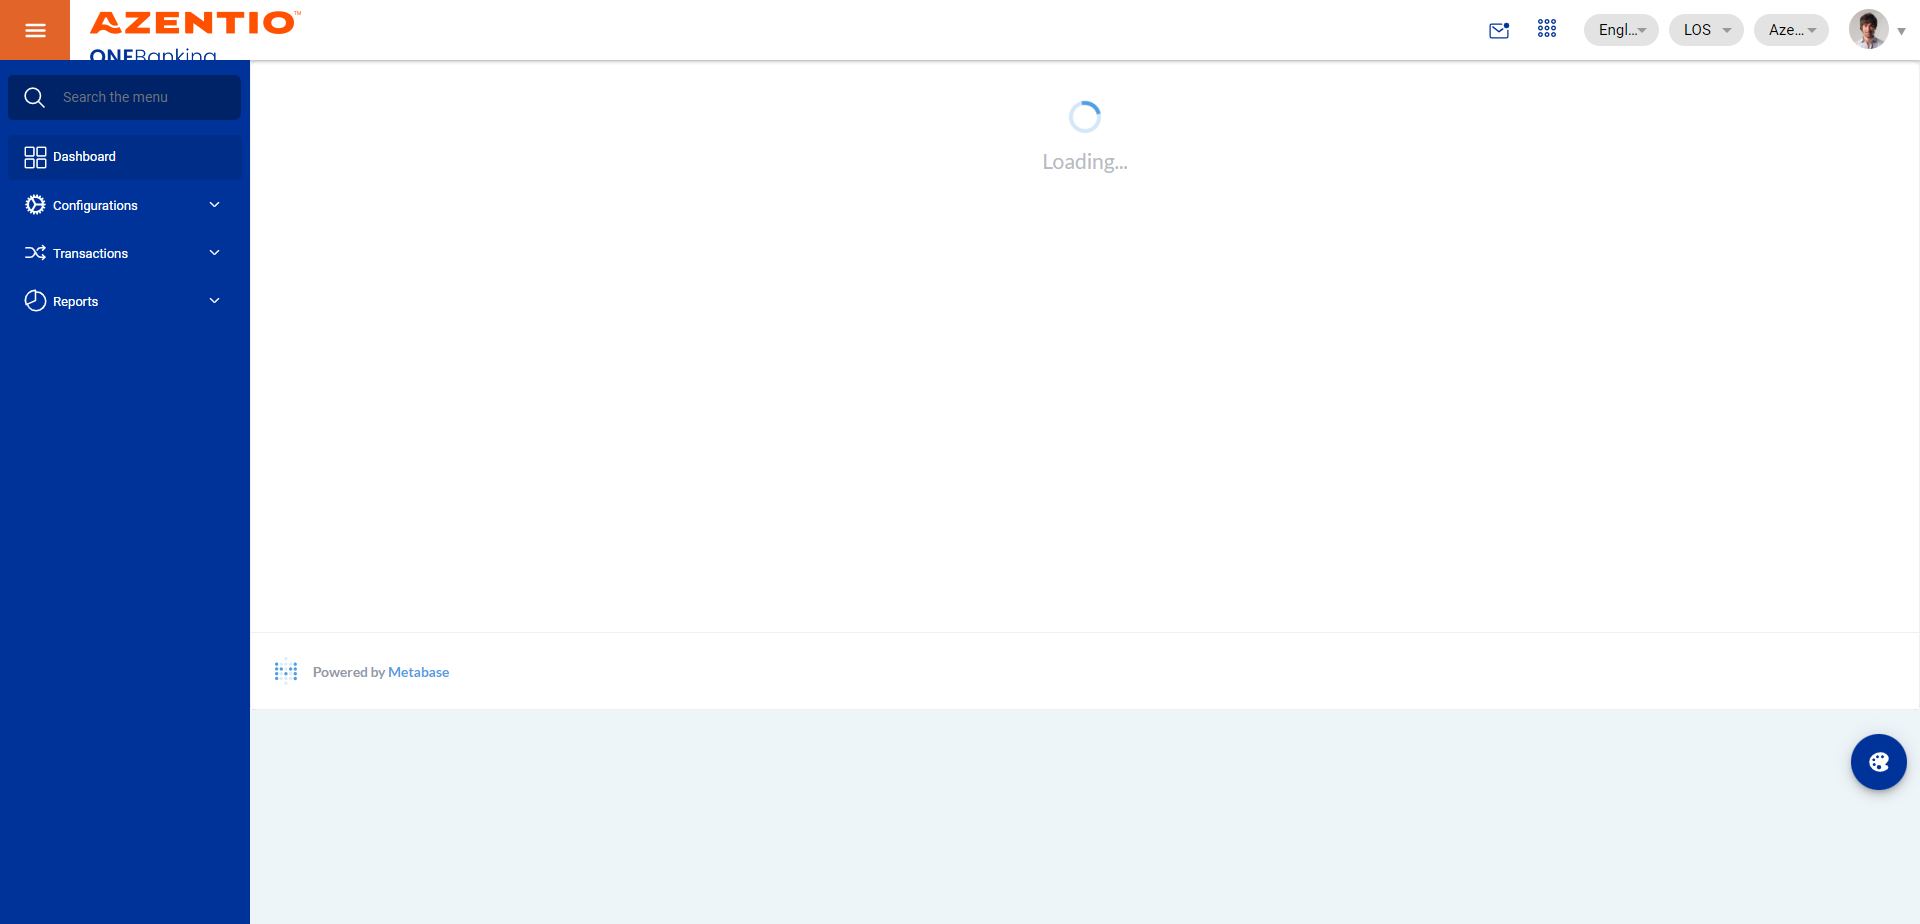 AZENTIO™
ONEBanking
Engl...
LOS
Aze...
Search the menu
Dashboard
Configurations
Transactions
Reports
Loading...
Powered by Metabase